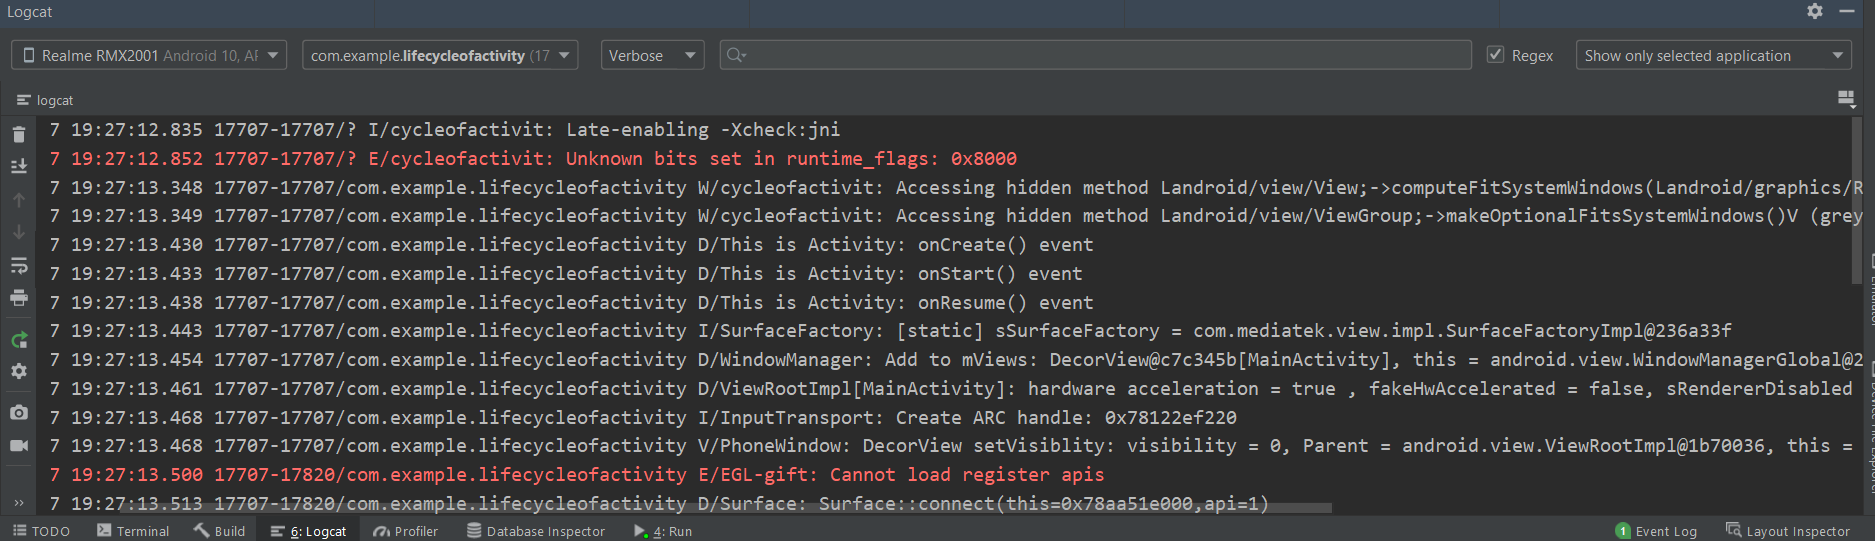 Logcat
Realme RMX2001 Android 10, AF
com.example.lifecycleofactivity (17
Verbose
Regex
Show only selected application
logcat
7 19:27:12.835 17707-17707/? I/cycleofactivit: Late-enabling -Xcheck:jni
7 19:27:12.852 17707-17707/? E/cycleofactivit: Unknown bits set in runtime_flags: 0x8000
7 19:27:13.348 17707-17707/com.example.lifecycleofactivity W/cycleofactivit: Accessing hidden method Landroid/view/View;->computeFitSystemWindows(Landroid/graphics/R
7 19:27:13.349 17707-17707/com.example.lifecycleofactivity W/cycleofactivit: Accessing hidden method Landroid/view/ViewGroup;->makeOptionalFitsSystemWindows()V (grey
7 19:27:13.430 17707-17707/com.example.lifecycleofactivity D/This is Activity: onCreate() event
7 19:27:13.433 17707-17707/com.example.lifecycleofactivity D/This is Activity: onStart() event
7 19:27:13.438 17707-17707/com.example.lifecycleofactivity D/This is Activity: onResume() event
7 19:27:13.443 17707-17707/com.example.lifecycleofactivity I/SurfaceFactory: [static] sSurfaceFactory = com.mediatek.view.impl.SurfaceFactoryImpl@236a33f
7 19:27:13.454 17707-17707/com.example.lifecycleofactivity D/WindowManager: Add to mViews: DecorView@c7c345b[MainActivity], this = android.view.WindowManagerGlobal@2
7 19:27:13.461 17707-17707/com.example.lifecycleofactivity D/ViewRootImpl[MainActivity]: hardware acceleration = true , fakeHwAccelerated = false, sRendererDisabled
7 19:27:13.468 17707-17707/com.example.lifecycleofactivity I/InputTransport: Create ARC handle: 0x78122ef220
7 19:27:13.468 17707-17707/com.example.lifecycleofactivity V/PhoneWindow: DecorView setVisiblity: visibility = 0, Parent = android.view.ViewRootImpl@1b70036, this =
7 19:27:13.500 17707-17820/com.example.lifecycleofactivity E/EGL-gift: Cannot load register apis
7 19:27:13.513 17707-17820/com.example.lifecycleofactivity D/Surface: Surface::connect(this=0x78aa51e000,api=1)
TODO
Terminal
Build
6: Logcat
Profiler
Database Inspector
4: Run
1 Event Log
Layout Inspector